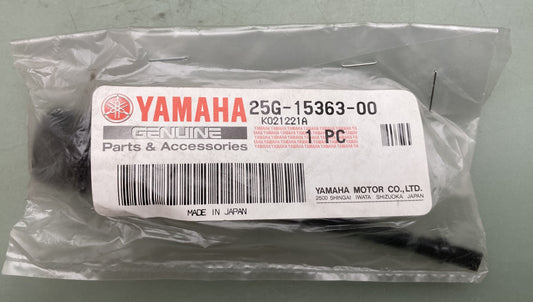 YAMAHA 25G-15363-00
K021221A
GENUINE
Parts & Accessories
1 PC
YAMAHA MOTOR CO.,LTD.
2500 SHINGAI IWATA SHIZUOKA JAPAN
MADE IN JAPAN